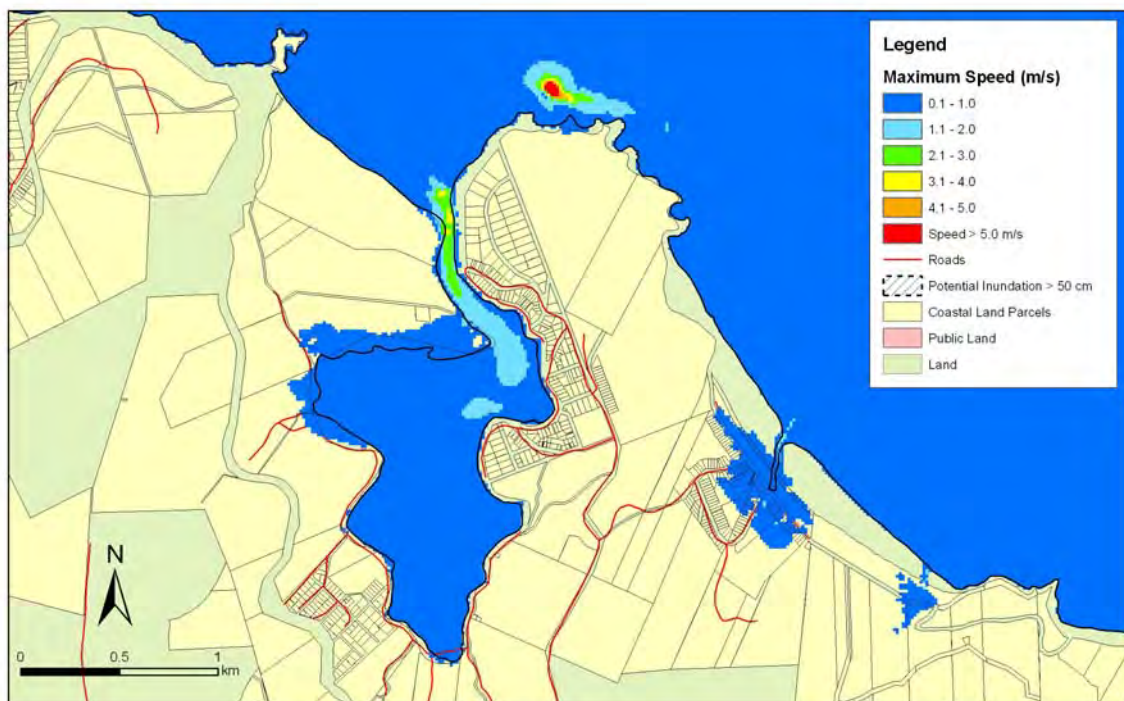 Legend
Maximum Speed (m/s)
0.1 - 1.0
1.1 - 2.0
2.1 - 3.0
3.1 - 4.0
4.1 - 5.0
Speed > 5.0 m/s
Roads
Potential Inundation > 50 cm
Coastal Land Parcels
Public Land
Land
N
0 0.5 1
km